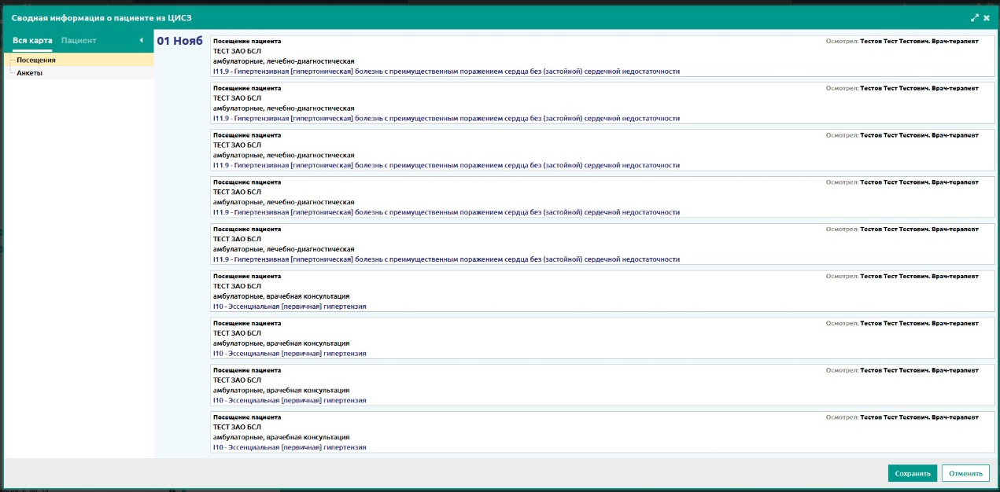 Сводная информация о пациенте из ЦИСЗ
Вся карта Пациент
Посещения
Анкеты
01 Нояб
Посещение пациента Осмотрел: Тестов Тест Тестович. Врач-терапевт
ТЕСТ ЗАО БСЛ
амбулаторные, лечебно-диагностическая
I11.9 - Гипертензивная [гипертоническая] болезнь с преимущественным поражением сердца без (застойной) сердечной недостаточности
Посещение пациента Осмотрел: Тестов Тест Тестович. Врач-терапевт
ТЕСТ ЗАО БСЛ
амбулаторные, лечебно-диагностическая
I11.9 - Гипертензивная [гипертоническая] болезнь с преимущественным поражением сердца без (застойной) сердечной недостаточности
Посещение пациента Осмотрел: Тестов Тест Тестович. Врач-терапевт
ТЕСТ ЗАО БСЛ
амбулаторные, лечебно-диагностическая
I11.9 - Гипертензивная [гипертоническая] болезнь с преимущественным поражением сердца без (застойной) сердечной недостаточности
Посещение пациента Осмотрел: Тестов Тест Тестович. Врач-терапевт
ТЕСТ ЗАО БСЛ
амбулаторные, лечебно-диагностическая
I11.9 - Гипертензивная [гипертоническая] болезнь с преимущественным поражением сердца без (застойной) сердечной недостаточности
Посещение пациента Осмотрел: Тестов Тест Тестович. Врач-терапевт
ТЕСТ ЗАО БСЛ
амбулаторные, лечебно-диагностическая
I11.9 - Гипертензивная [гипертоническая] болезнь с преимущественным поражением сердца без (застойной) сердечной недостаточности
Посещение пациента Осмотрел: Тестов Тест Тестович. Врач-терапевт
ТЕСТ ЗАО БСЛ
амбулаторные, врачебная консультация
I10 - Эссенциальная [первичная] гипертензия
Посещение пациента Осмотрел: Тестов Тест Тестович. Врач-терапевт
ТЕСТ ЗАО БСЛ
амбулаторные, врачебная консультация
I10 - Эссенциальная [первичная] гипертензия
Посещение пациента Осмотрел: Тестов Тест Тестович. Врач-терапевт
ТЕСТ ЗАО БСЛ
амбулаторные, врачебная консультация
I10 - Эссенциальная [первичная] гипертензия
Посещение пациента Осмотрел: Тестов Тест Тестович. Врач-терапевт
ТЕСТ ЗАО БСЛ
амбулаторные, врачебная консультация
I10 - Эссенциальная [первичная] гипертензия
Сохранить Отменить